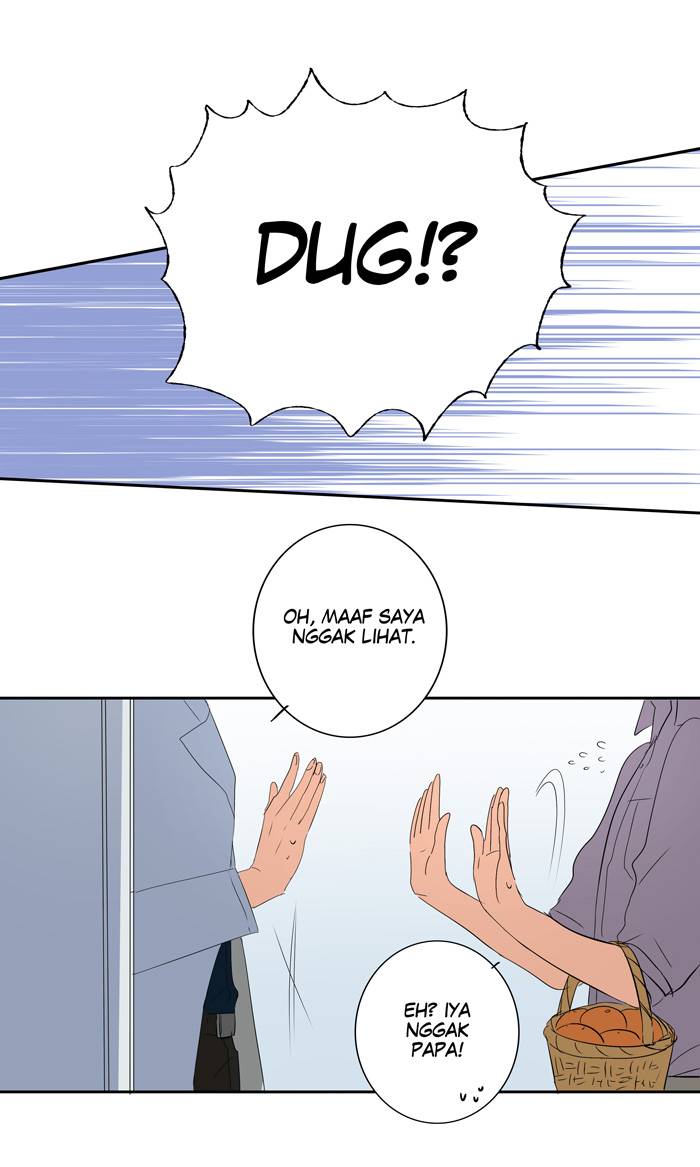 DUG!?
OH, MAAF SAYA
NGGAK LIHAT.
EH? IYA
NGGAK
PAPA!